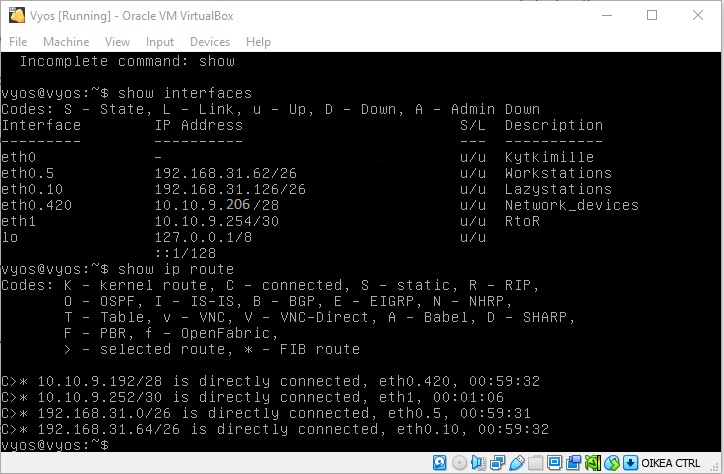 Vyos [Running] - Oracle VM VirtualBox
File Machine Input Devices Help
Incomplete command: show
vyos@vyos:~$ show interfaces
Codes: S - State, L - Link, u - Up, D - Down, A - Admin Down
Interface IP Address S/L Description
--------- ---------- --- -----------
eth0 - u/u Kytkimille
eth0.5 192.168.31.62/26 u/u Workstations
eth0.10 192.168.31.126/26 u/u Lazystations
eth0.420 10.10.9.206/28 u/u Network_devices
eth1 10.10.9.254/30 u/u RtoR
lo 127.0.0.1/8 u/u
::1/128
vyos@vyos:~$ show ip route
Codes: K - kernel route, C - connected, S - static, R - RIP,
O - OSPF, I - IS-IS, B - BGP, E - EIGRP, N - NHRP,
T - Table, v - VNC, V - VNC-Direct, A - Babel, D - SHARP,
F - PBR, f - OpenFabric,
> - selected route, * - FIB route
C>* 10.10.9.192/28 is directly connected, eth0.420, 00:59:32
C>* 10.10.9.252/30 is directly connected, eth1, 00:01:06
C>* 192.168.31.0/26 is directly connected, eth0.5, 00:59:31
C>* 192.168.31.64/26 is directly connected, eth0.10, 00:59:32
vyos@vyos:~$
OIKEA CTRL